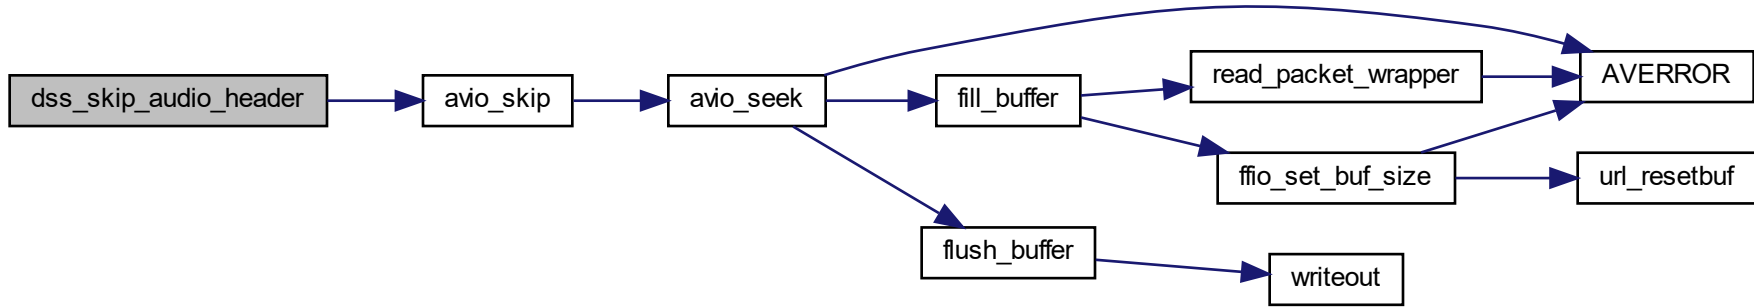 dss_skip_audio_header
avio_skip
avio_seek
fill_buffer
read_packet_wrapper
AVERROR
ffio_set_buf_size
url_resetbuf
flush_buffer
writeout